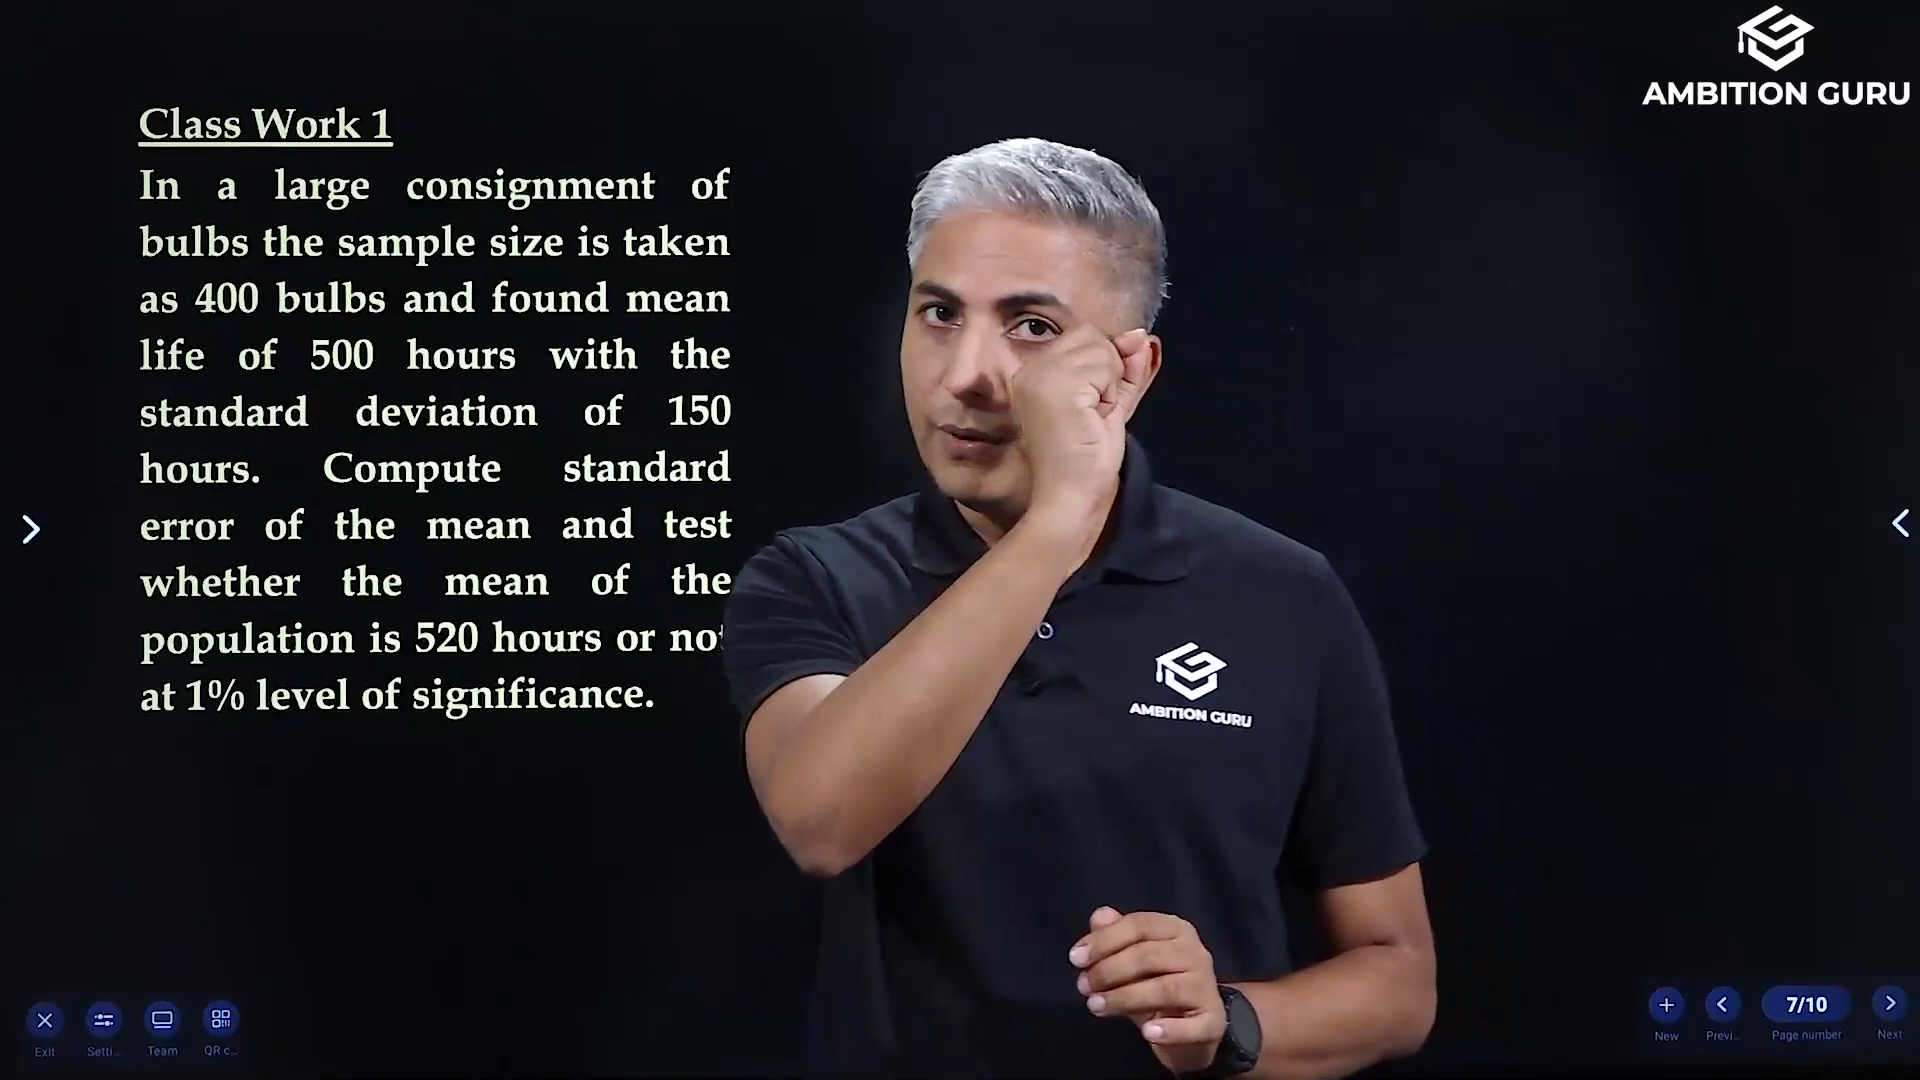 AMBITION GURU
Class Work 1
In a large consignment of
bulbs the sample size is taken
as 400 bulbs and found mean
life of 500 hours with the
standard deviation of 150
hours. Compute standard
error of the mean and test
whether the mean of the
population is 520 hours or not
at 1% level of significance.
AMBITION GURU
7/10
Exit Setti... Team QR c... New Previ... Page number Next